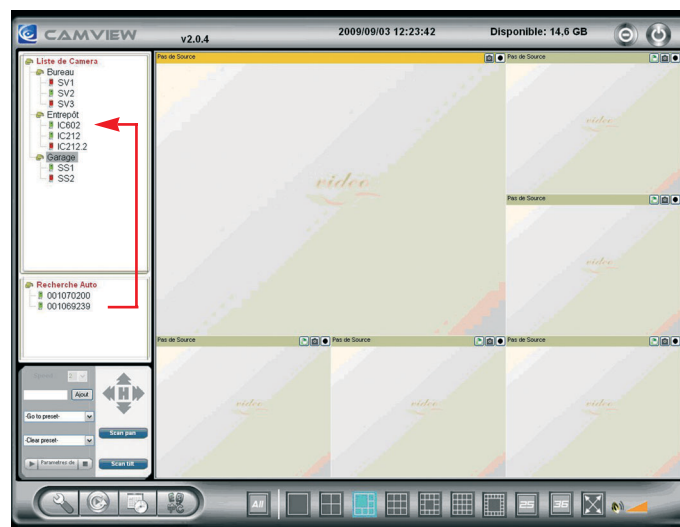 CAMVIEW
v2.0.4
2009/09/03 12:23:42
Disponible: 14,6 GB
Liste de Camera
Bureau
SV1
SV2
SV3
Entrepôt
IC602
IC212
IC212.2
Garage
SS1
SS2
Recherche Auto
001070200
001069239
Pas de Source
video
Pas de Source
video
Pas de Source
video
Pas de Source
video
Pas de Source
video
Pas de Source
video
Ajout
-Go to preset-
-Clear preset-
Parametres de
H
Scan pan
Scan tilt
All
25
36